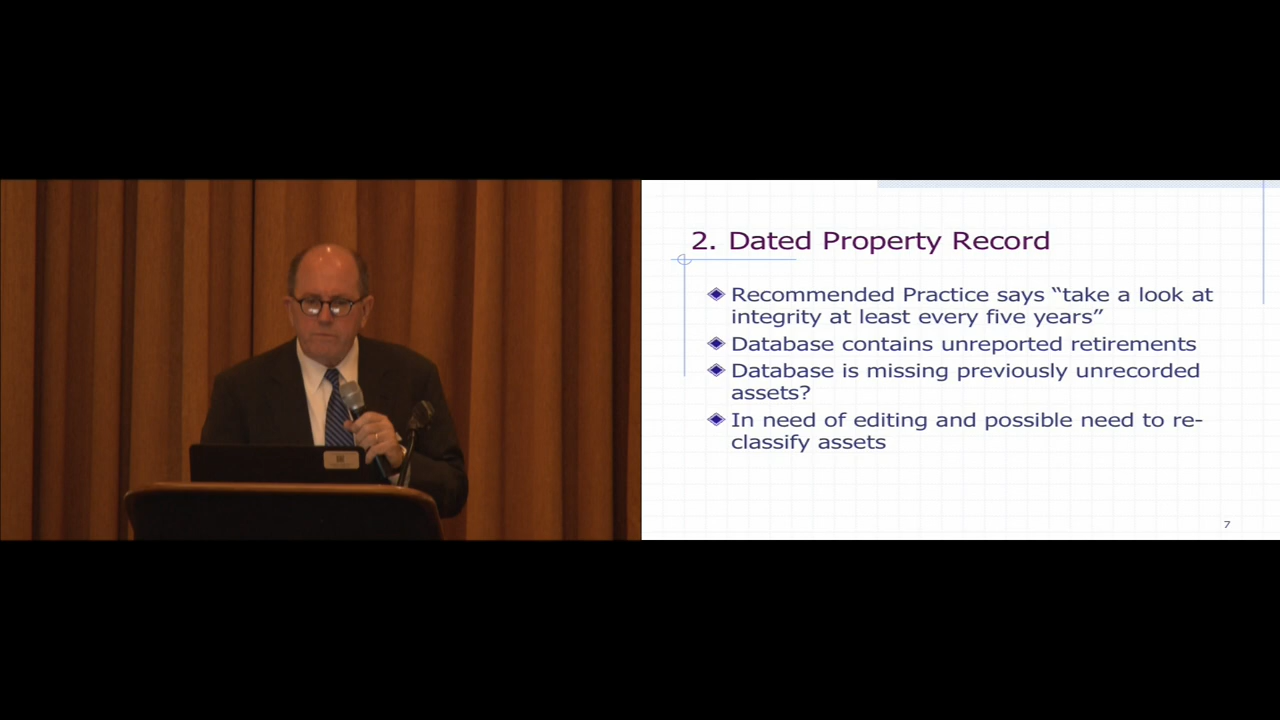 2. Dated Property Record
Recommended Practice says “take a look at
integrity at least every five years”
Database contains unreported retirements
Database is missing previously unrecorded
assets?
In need of editing and possible need to re-
classify assets
7